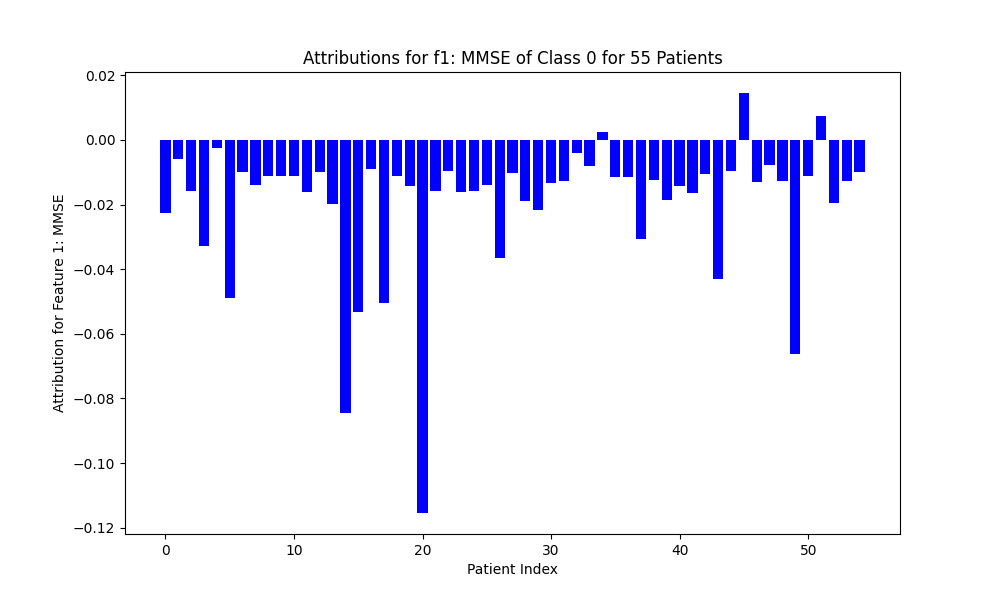 Attributions for f1: MMSE of Class 0 for 55 Patients
Attribution for Feature 1: MMSE
0.02
0.00
−0.02
−0.04
−0.06
−0.08
−0.10
−0.12
0 10 20 30 40 50
Patient Index